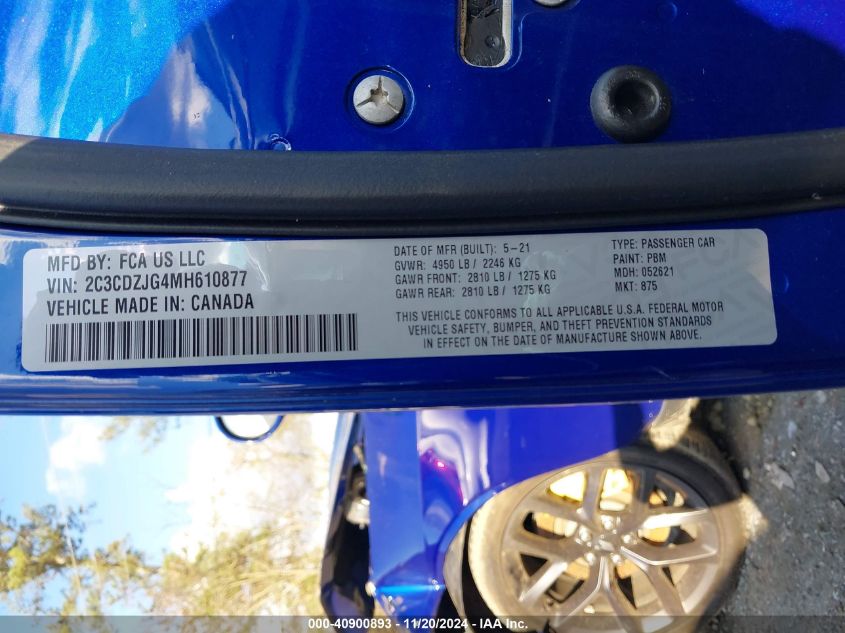 MFD BY: FCA US LLC
VIN: 2C3CDZJG4MH610877
VEHICLE MADE IN: CANADA
DATE OF MFR (BUILT): 5-21
GVWR: 4950 LB / 2246 KG
GAWR FRONT: 2810 LB / 1275 KG
GAWR REAR: 2810 LB / 1275 KG
TYPE: PASSENGER CAR
PAINT: PBM
MDH: 052621
MKT: 875
THIS VEHICLE CONFORMS TO ALL APPLICABLE U.S.A. FEDERAL MOTOR
VEHICLE SAFETY, BUMPER, AND THEFT PREVENTION STANDARDS
IN EFFECT ON THE DATE OF MANUFACTURE SHOWN ABOVE.
000-40900893 - 11/20/2024 - IAA Inc.